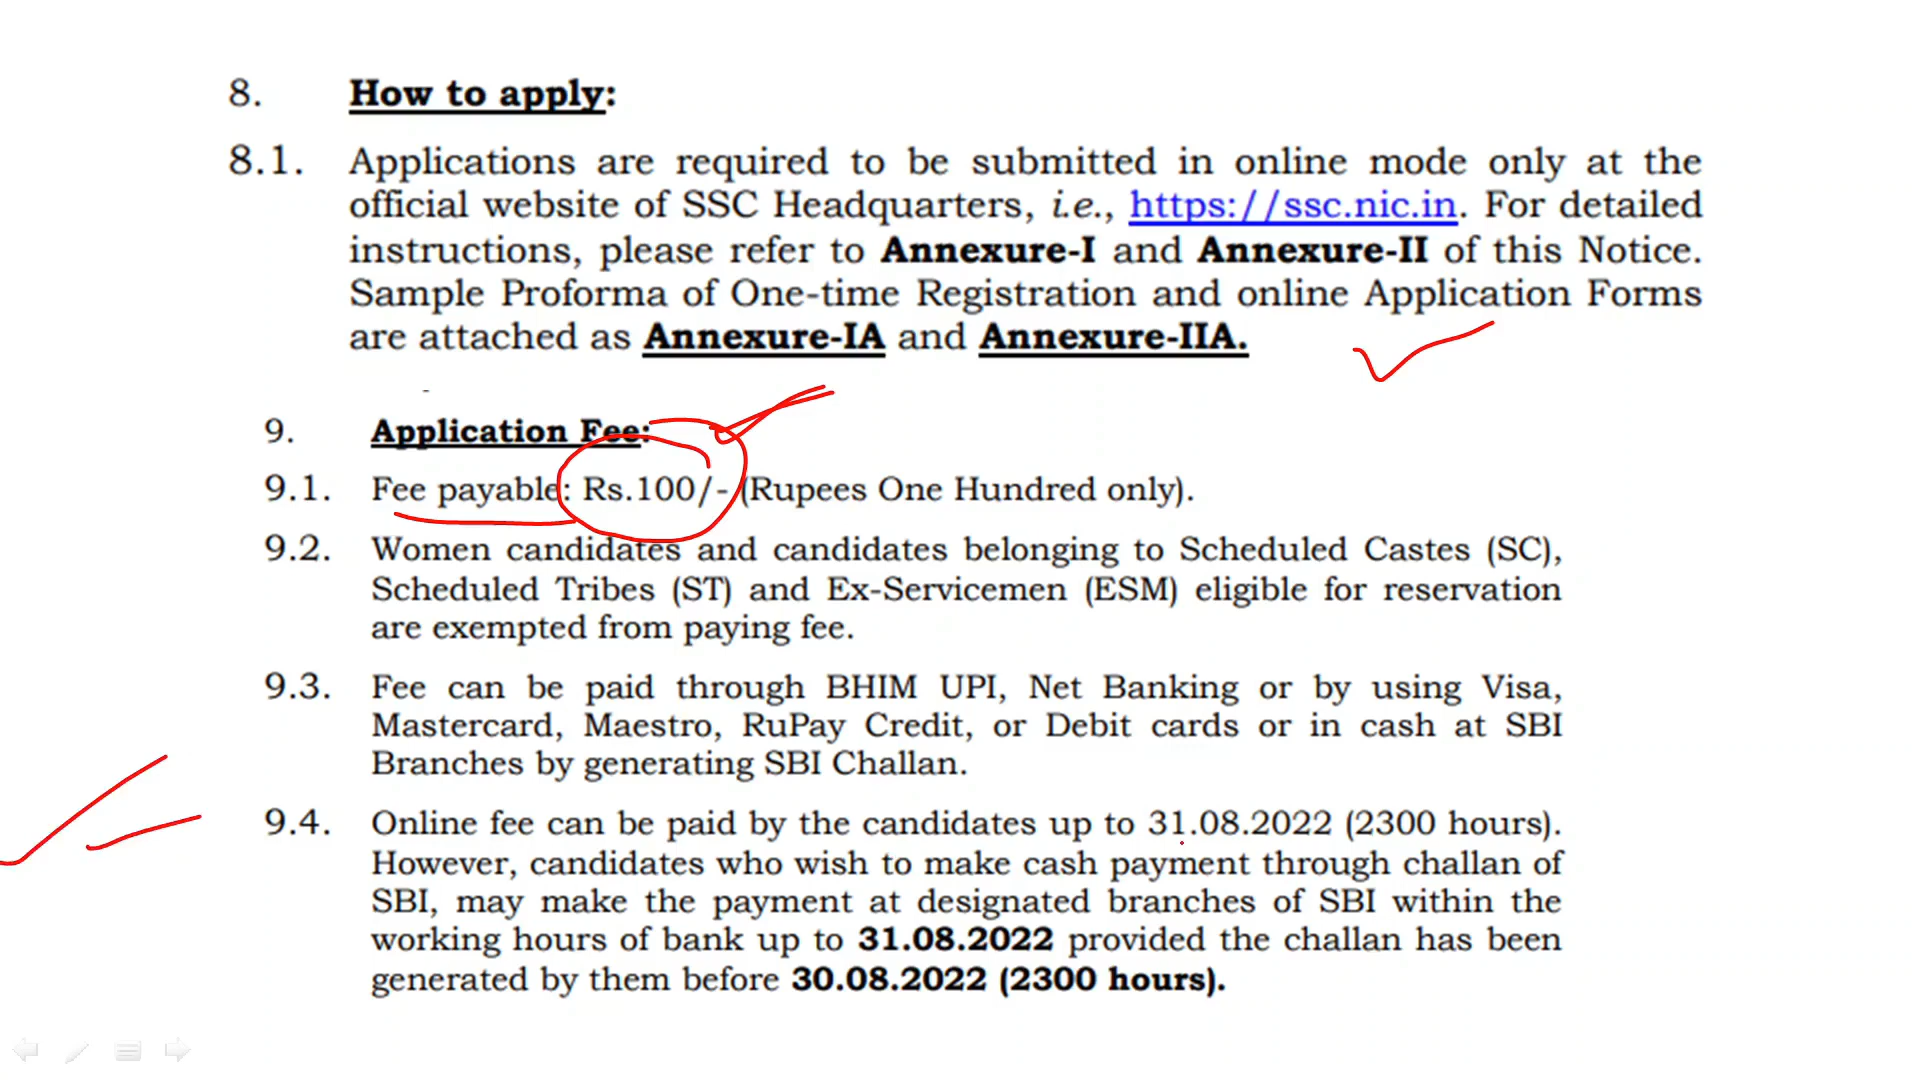 8. How to apply:
8.1. Applications are required to be submitted in online mode only at the
official website of SSC Headquarters, i.e., https://ssc.nic.in. For detailed
instructions, please refer to Annexure-I and Annexure-II of this Notice.
Sample Proforma of One-time Registration and online Application Forms
are attached as Annexure-IA and Annexure-IIA.
9. Application Fee:
9.1. Fee payable: Rs.100/- (Rupees One Hundred only).
9.2. Women candidates and candidates belonging to Scheduled Castes (SC),
Scheduled Tribes (ST) and Ex-Servicemen (ESM) eligible for reservation
are exempted from paying fee.
9.3. Fee can be paid through BHIM UPI, Net Banking or by using Visa,
Mastercard, Maestro, RuPay Credit, or Debit cards or in cash at SBI
Branches by generating SBI Challan.
9.4. Online fee can be paid by the candidates up to 31.08.2022 (2300 hours).
However, candidates who wish to make cash payment through challan of
SBI, may make the payment at designated branches of SBI within the
working hours of bank up to 31.08.2022 provided the challan has been
generated by them before 30.08.2022 (2300 hours).